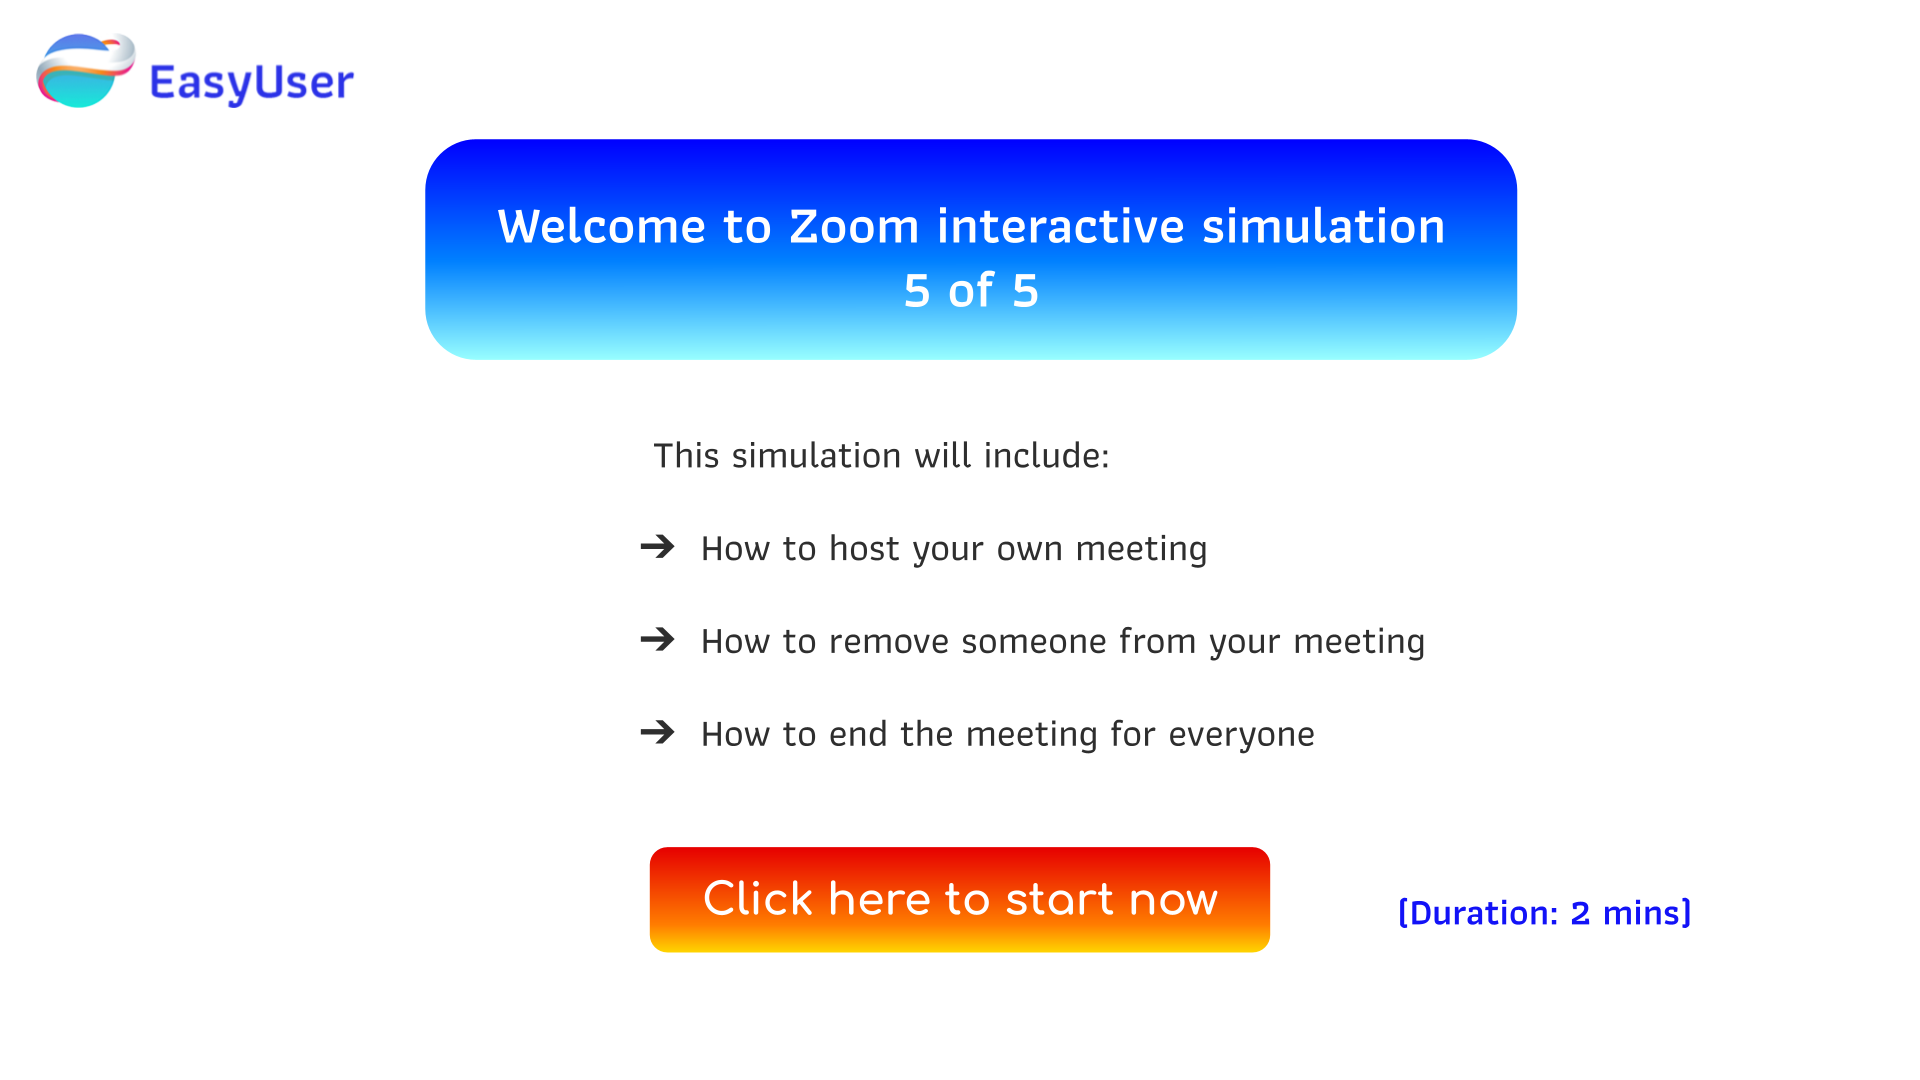 EasyUser
Welcome to Zoom interactive simulation
5 of 5
This simulation will include:
➔ How to host your own meeting
➔ How to remove someone from your meeting
➔ How to end the meeting for everyone
Click here to start now
(Duration: 2 mins)